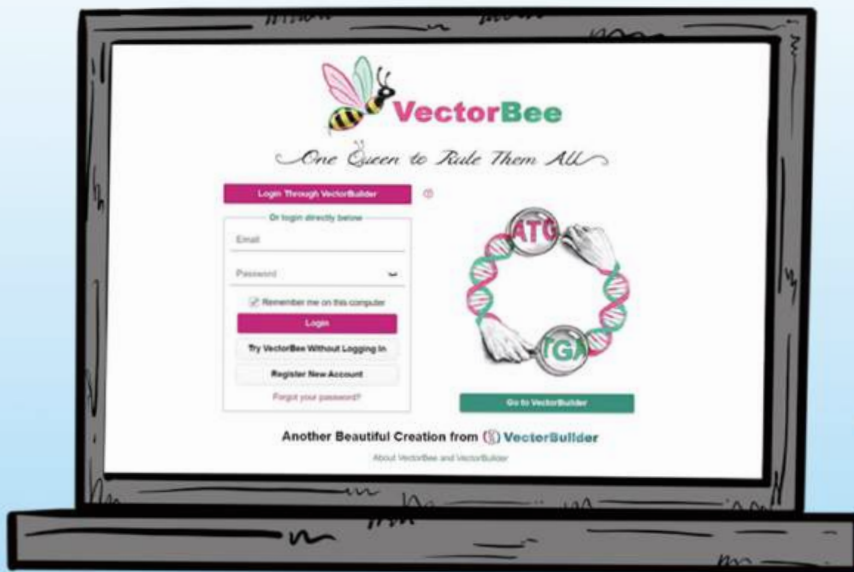 VectorBee
One Queen to Rule Them All
Login Through VectorBuilder
Or login directly below
Email
Password
Remember me on this computer
Login
Try VectorBee Without Logging In
Register New Account
Forgot your password?
ATG
TGA
Go to VectorBuilder
Another Beautiful Creation from VectorBuilder
About VectorBee and VectorBuilder